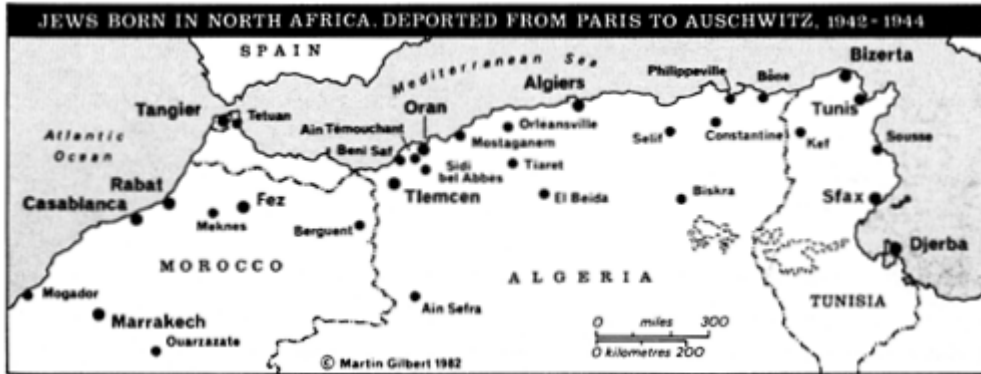 JEWS BORN IN NORTH AFRICA, DEPORTED FROM PARIS TO AUSCHWITZ, 1942-1944
SPAIN
Mediterranean Sea
Bizerta
Philippeville
Bône
Algiers
Tangier
Tetuan
Oran
Tunis
Ain
Témouchant
Orleansville
Atlantic
Ocean
Mostaganem
Selif
Constantine
Kef
Sousse
Beni Saf
Sidi
bel Abbes
Tiaret
Rabat
Tlemcen
El Beida
Biskra
Sfax
Casablanca
Fez
Meknes
Berguent
Djerba
MOROCCO
ALGERIA
TUNISIA
Mogador
Ain Sefra
Marrakech
0 miles 300
Ouarzazate
0 kilometres 200
© Martin Gilbert 1982